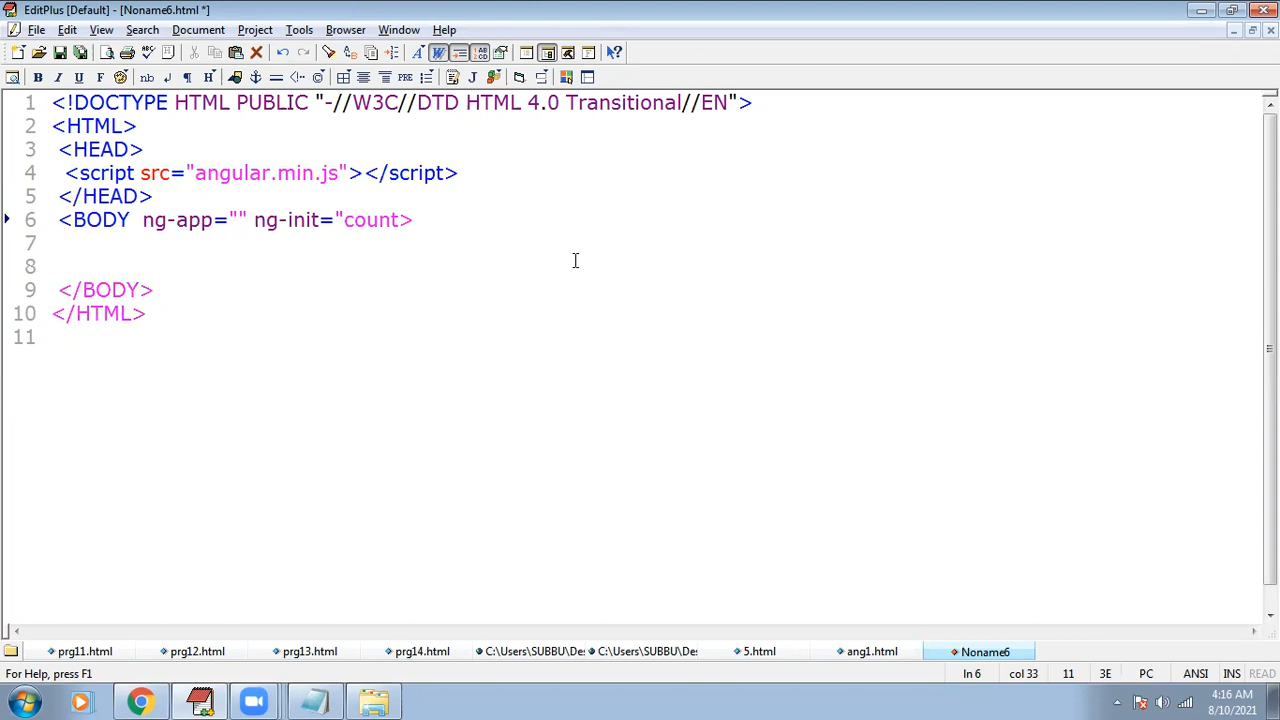 EditPlus [Default] - [Noname6.html *]
File Edit View Search Document Project Tools Browser Window Help
1 <!DOCTYPE HTML PUBLIC "-//W3C//DTD HTML 4.0 Transitional//EN">
2 <HTML>
3 <HEAD>
4 <script src="angular.min.js"></script>
5 </HEAD>
6 <BODY  ng-app="" ng-init="count>
7
8
9 </BODY>
10 </HTML>
11
prg11.html prg12.html prg13.html prg14.html C:\Users\SUBBU\De: C:\Users\SUBBU\De: 5.html ang1.html Noname6
For Help, press F1 ln 6 col 33 11 3E PC ANSI INS READ
4:16 AM
8/10/2021